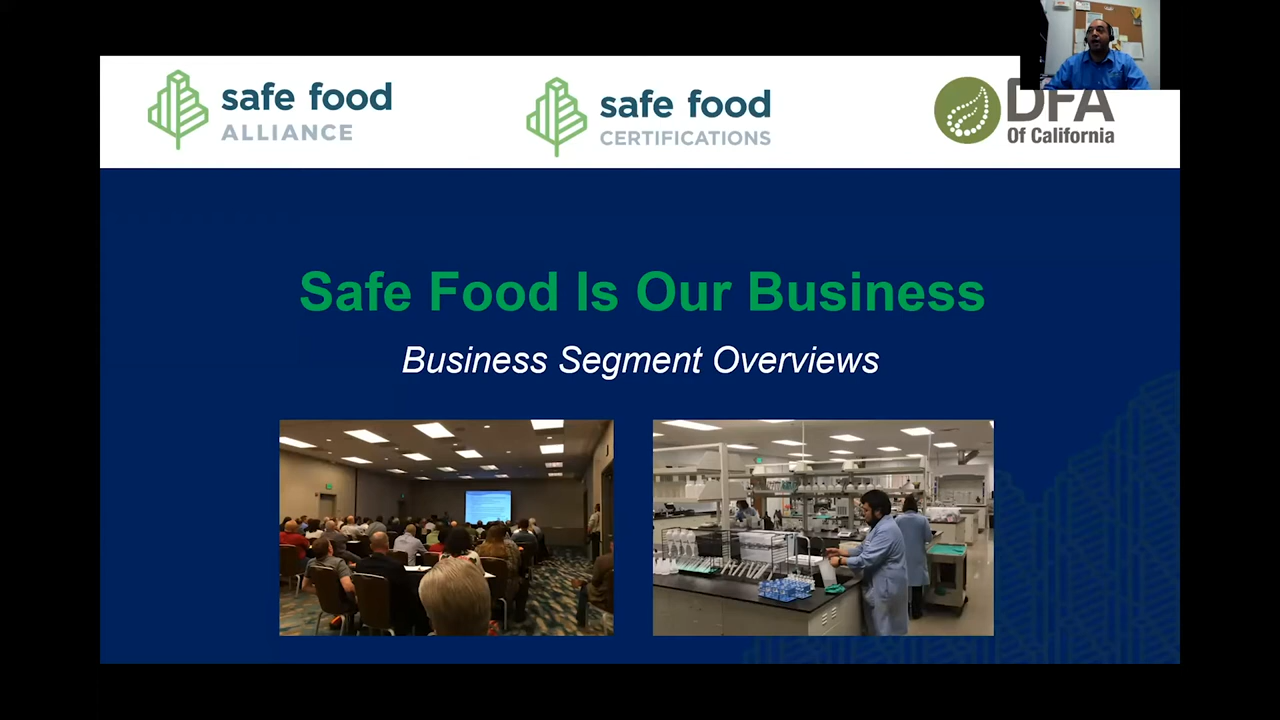 safe food
ALLIANCE
safe food
CERTIFICATIONS
DFA
Of California
Safe Food Is Our Business
Business Segment Overviews